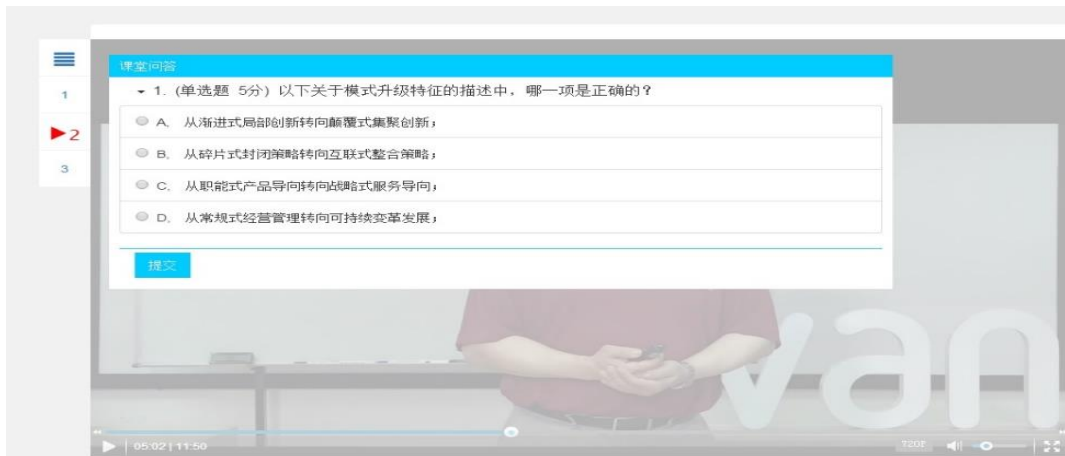 课堂问答
1. (单选题 5分) 以下关于模式升级特征的描述中，哪一项是正确的？
1
A. 从渐进式局部创新转向颠覆式集聚创新；
2
B. 从碎片式封闭策略转向互联式整合策略；
3
C. 从职能式产品导向转向战略式服务导向；
D. 从常规式经营管理转向可持续变革发展；
提交
van
05:02 | 11:50
720P